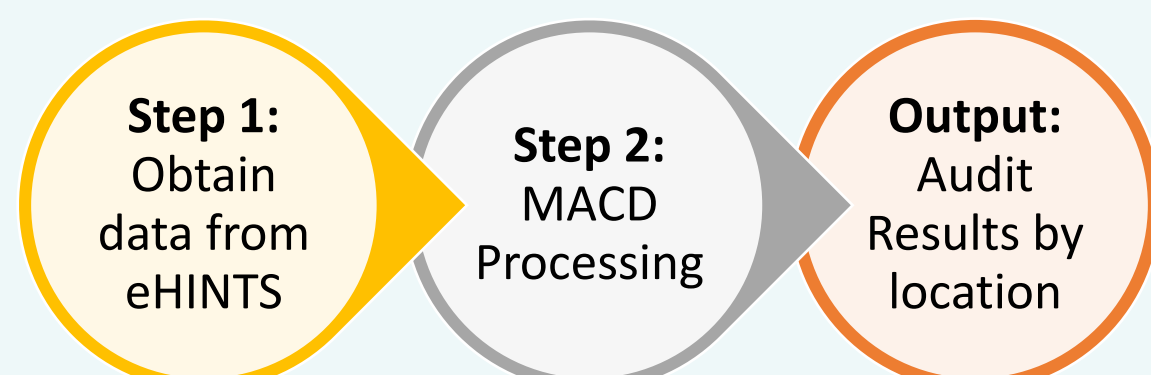 Step 1:
Obtain
data from
eHINTS
Step 2:
MACD
Processing
Output:
Audit
Results by
location